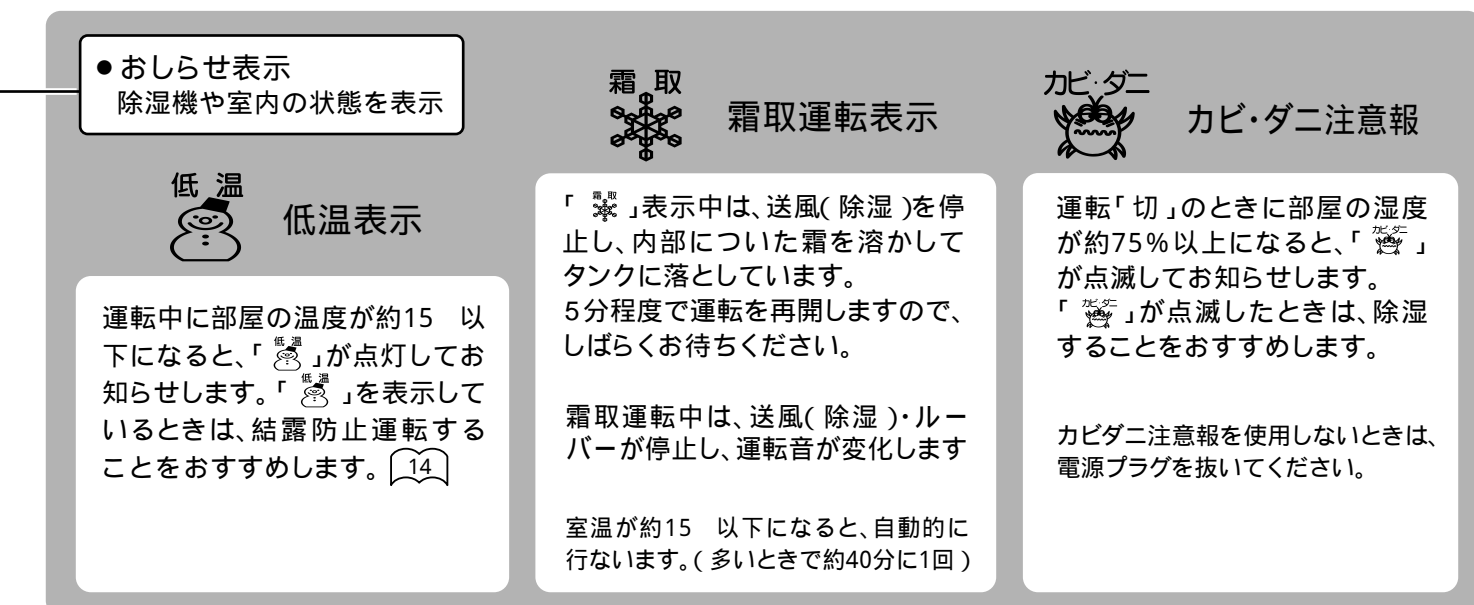 ●おしらせ表示
除湿機や室内の状態を表示
低 温
低温表示
運転中に部屋の温度が約15　以
下になると、「低 温」が点灯してお
知らせします。「低 温」を表示して
いるときは、結露防止運転する
ことをおすすめします。 14
霜 取
霜取運転表示
「霜 取」表示中は、送風(除湿)を停
止し、内部についた霜を溶かして
タンクに落としています。
5分程度で運転を再開しますので、
しばらくお待ちください。
霜取運転中は、送風(除湿)・ルー
バーが停止し、運転音が変化します
室温が約15　以下になると、自動的に
行ないます。(多いときで約40分に1回)
カビ・ダニ
カビ・ダニ注意報
運転「切」のときに部屋の湿度
が約75%以上になると、「カビ・ダニ」
が点滅してお知らせします。
「カビ・ダニ」が点滅したときは、除湿
することをおすすめします。
カビダニ注意報を使用しないときは、
電源プラグを抜いてください。